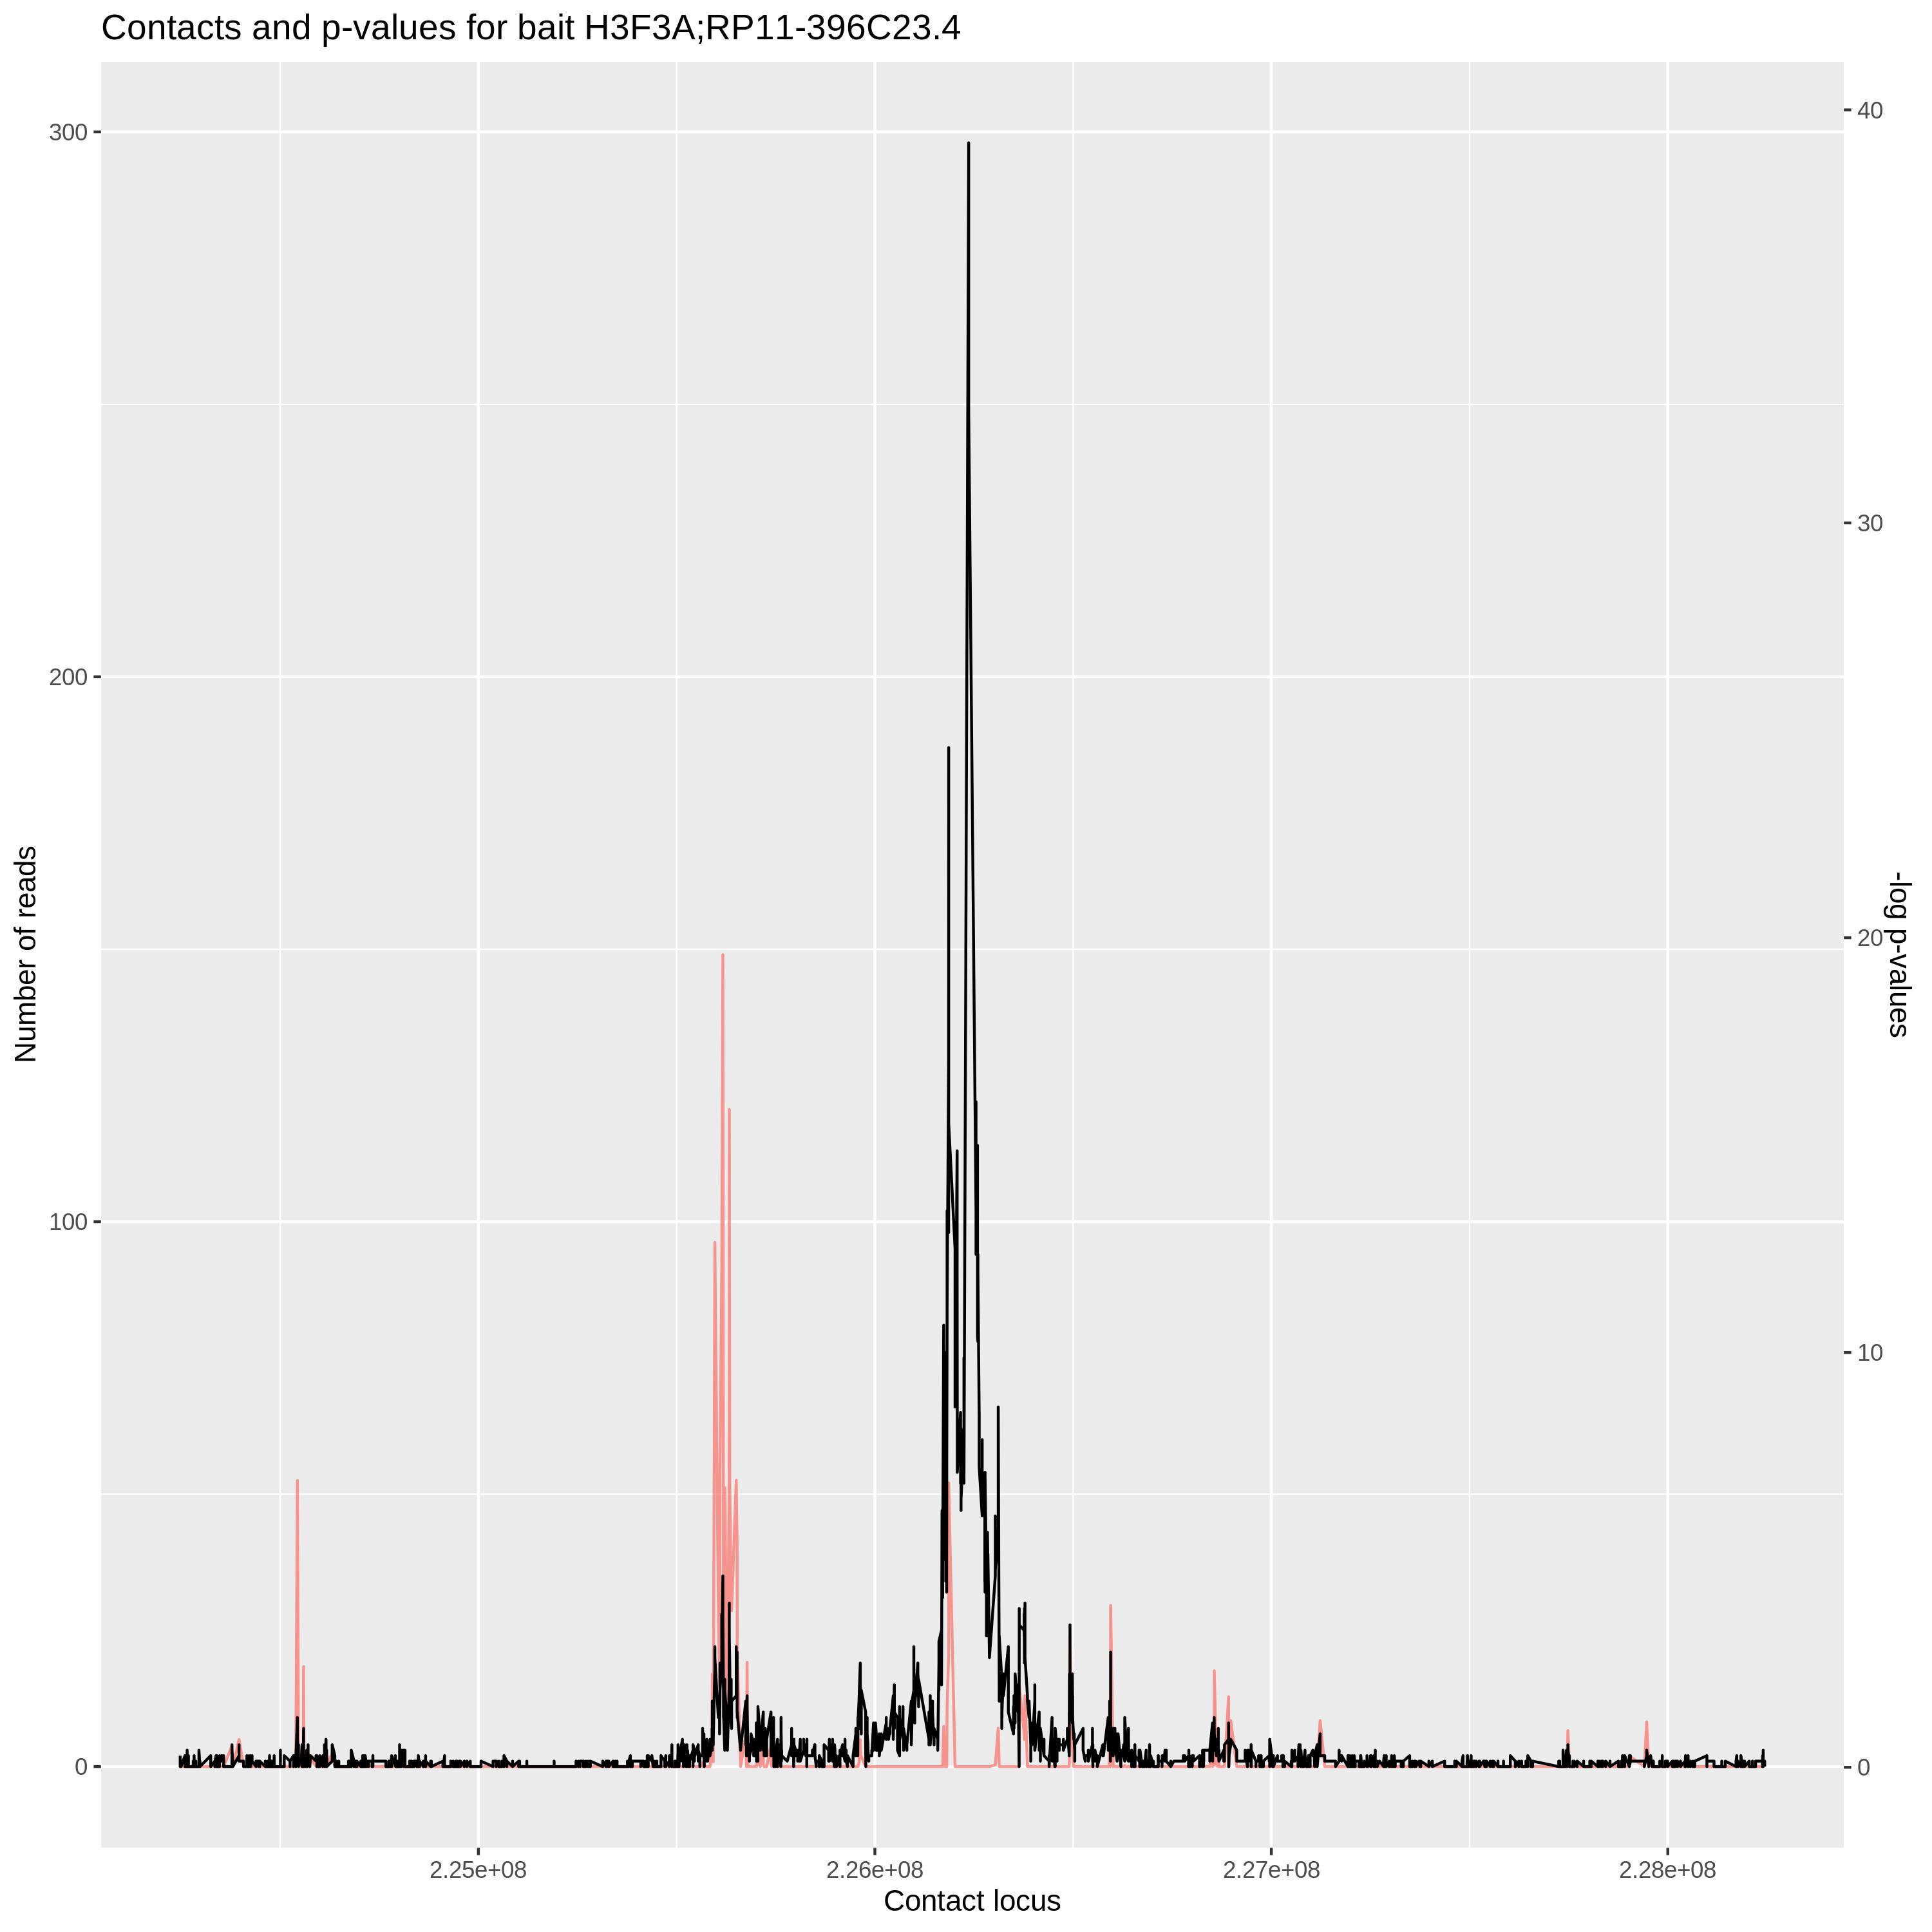 Contacts and p-values for bait H3F3A;RP11-396C23.4
300
200
100
0
Number of reads
40
30
20
10
0
-log p-values
2.25e+08
2.26e+08
2.27e+08
2.28e+08
Contact locus